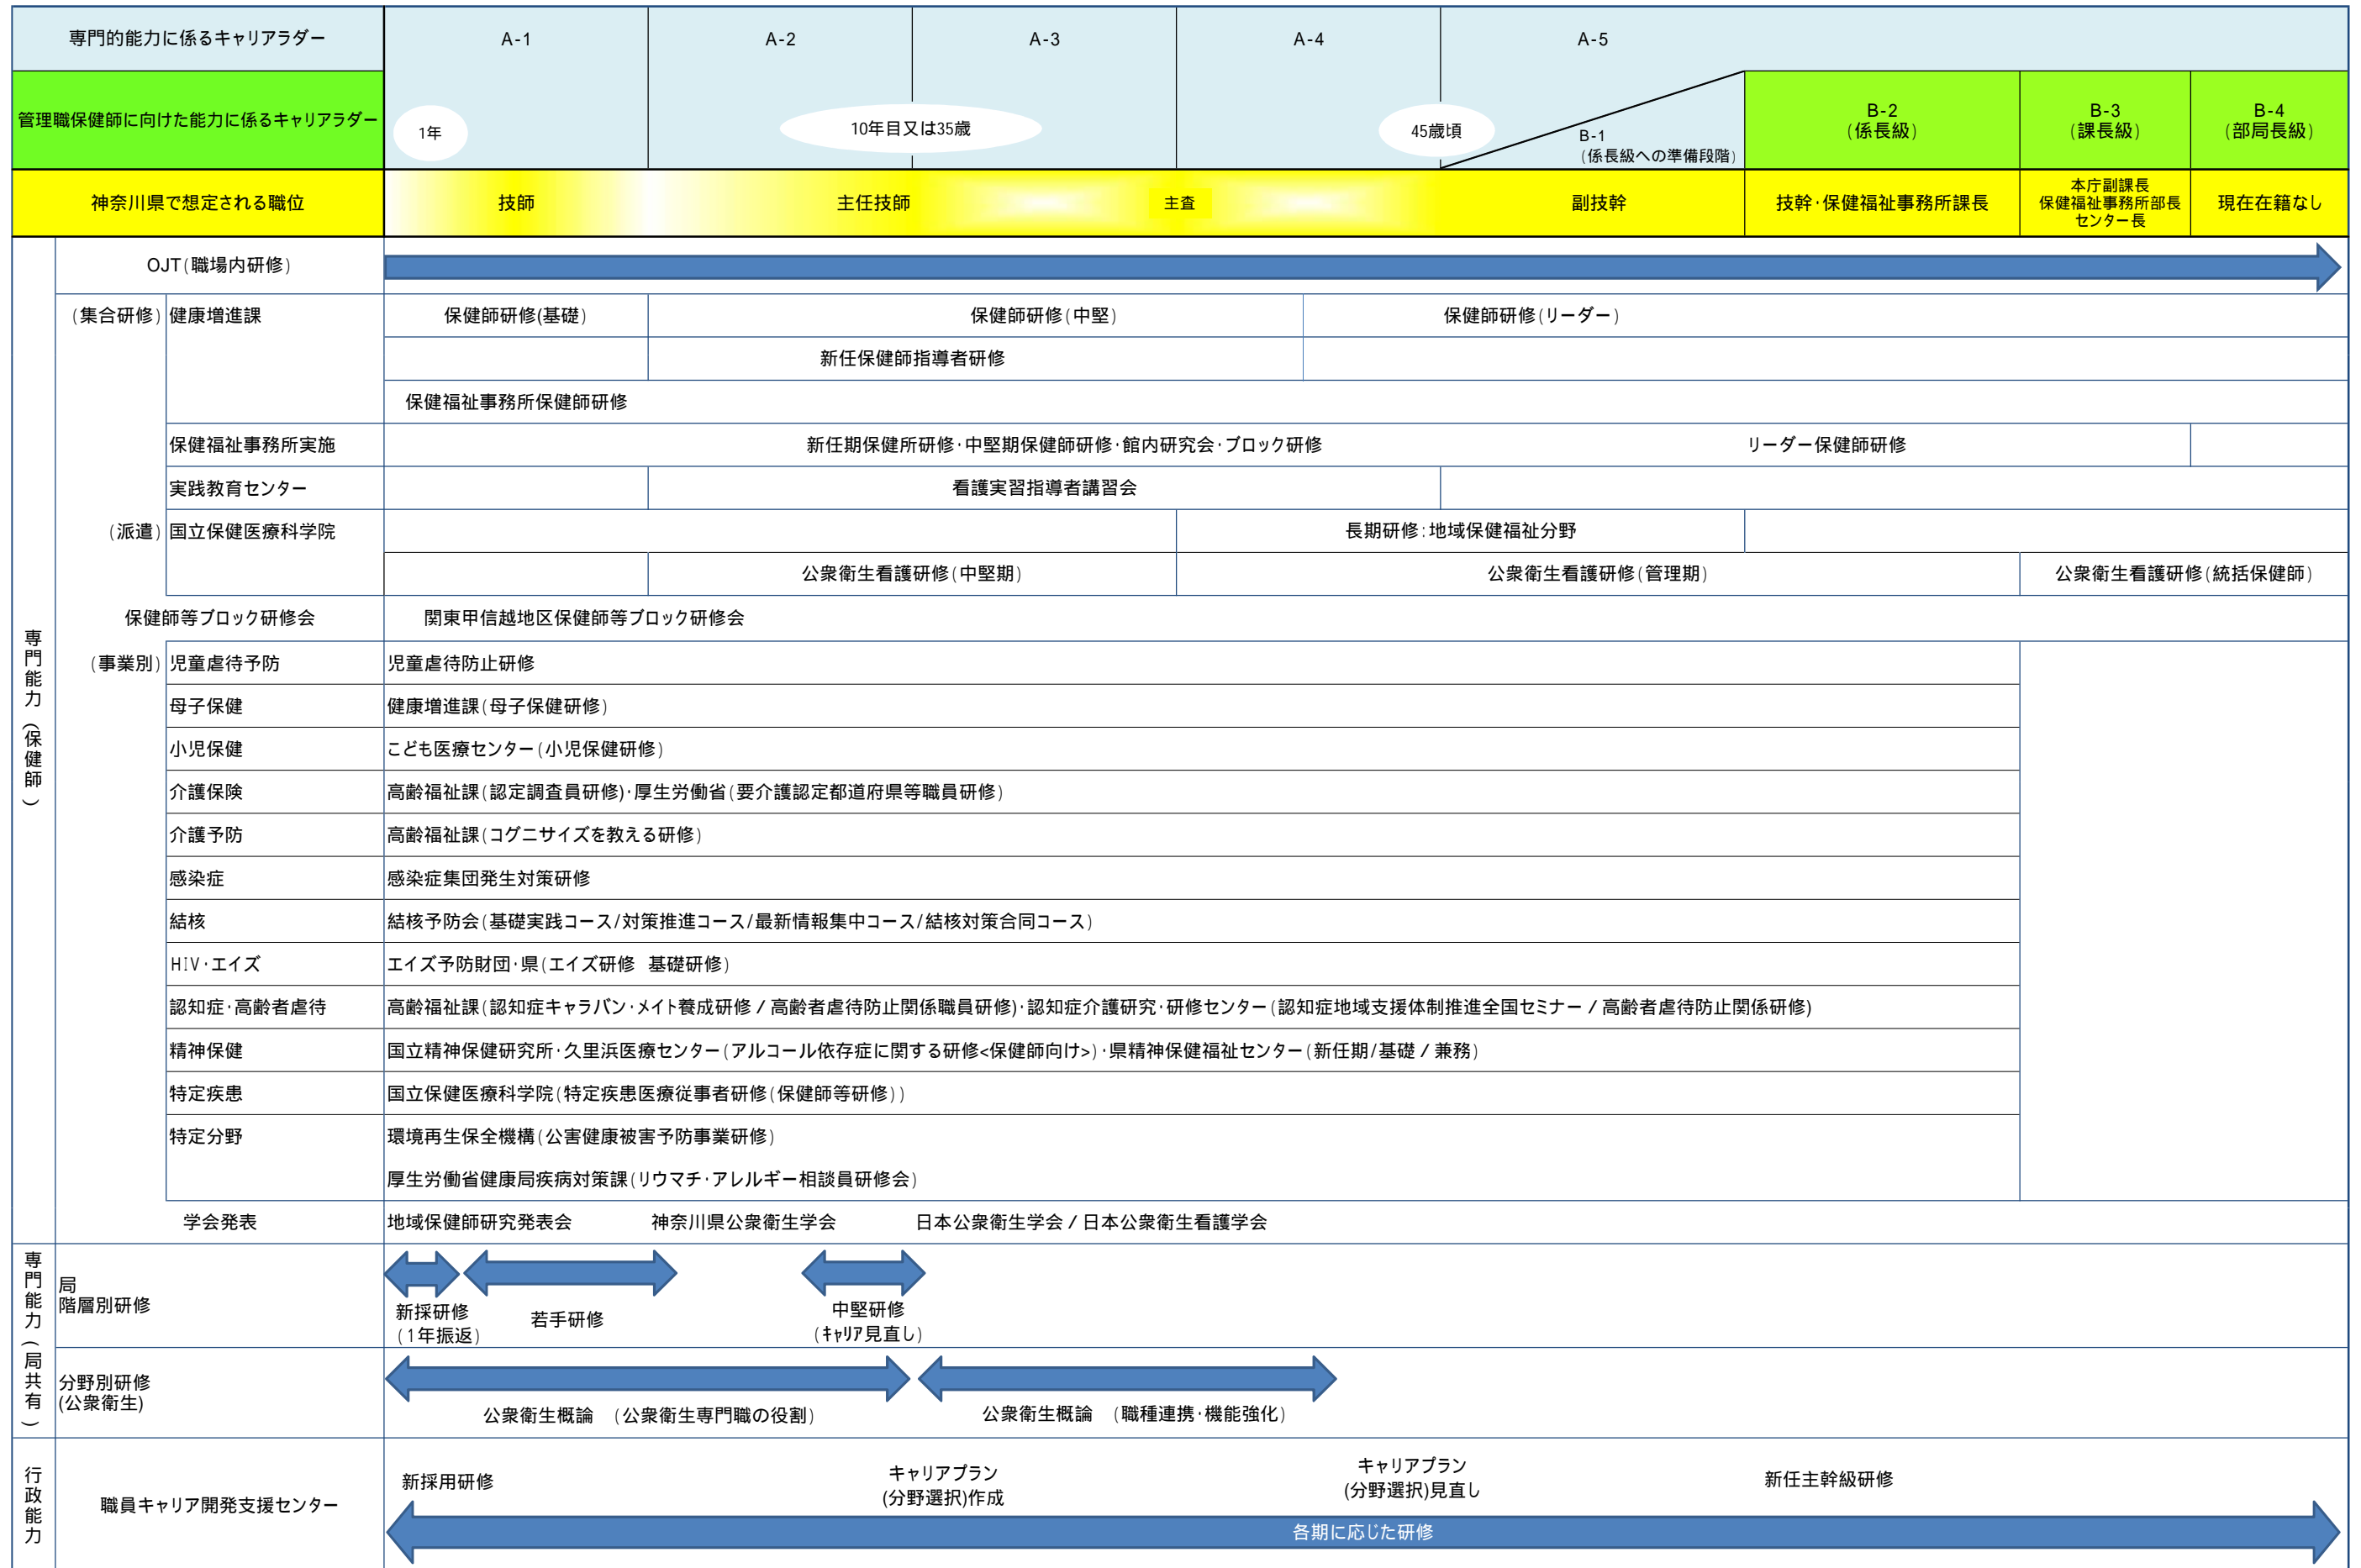 専門的能力に係るキャリアラダー
A-1
A-2
A-3
A-4
A-5
管理職保健師に向けた能力に係るキャリアラダー
1年
10年目又は35歳
45歳頃
B-1
(係長級への準備段階)
B-2
(係長級)
B-3
(課長級)
B-4
(部局長級)
神奈川県で想定される職位
技師
主任技師
主査
副技幹
技幹・保健福祉事務所課長
本庁副課長
保健福祉事務所部長
センター長
現在在籍なし
専門能力(保健師)
OJT(職場内研修)
(集合研修)
健康増進課
保健師研修(基礎)
保健師研修(中堅)
保健師研修(リーダー)
新任保健師指導者研修
保健福祉事務所保健師研修
保健福祉事務所実施
新任期保健所研修・中堅期保健師研修・館内研究会・ブロック研修
リーダー保健師研修
実践教育センター
看護実習指導者講習会
(派遣)
国立保健医療科学院
長期研修:地域保健福祉分野
公衆衛生看護研修(中堅期)
公衆衛生看護研修(管理期)
公衆衛生看護研修(統括保健師)
保健師等ブロック研修会
関東甲信越地区保健師等ブロック研修会
(事業別)
児童虐待予防
児童虐待防止研修
母子保健
健康増進課(母子保健研修)
小児保健
こども医療センター(小児保健研修)
介護保険
高齢福祉課(認定調査員研修)・厚生労働省(要介護認定都道府県等職員研修)
介護予防
高齢福祉課(コグニサイズを教える研修)
感染症
感染症集団発生対策研修
結核
結核予防会(基礎実践コース/対策推進コース/最新情報集中コース/結核対策合同コース)
HIV・エイズ
エイズ予防財団・県(エイズ研修 基礎研修)
認知症・高齢者虐待
高齢福祉課(認知症キャラバン・メイト養成研修/高齢者虐待防止関係職員研修)・認知症介護研究・研修センター(認知症地域支援体制推進全国セミナー/高齢者虐待防止関係研修)
精神保健
国立精神保健研究所・久里浜医療センター(アルコール依存症に関する研修<保健師向け>)・県精神保健福祉センター(新任期/基礎/兼務)
特定疾患
国立保健医療科学院(特定疾患医療従事者研修(保健師等研修))
特定分野
環境再生保全機構(公害健康被害予防事業研修)
厚生労働省健康局疾病対策課(リウマチ・アレルギー相談員研修会)
学会発表
地域保健師研究発表会
神奈川県公衆衛生学会
日本公衆衛生学会/日本公衆衛生看護学会
専門能力(局共有)
局
階層別研修
新採研修
(1年振返)
若手研修
中堅研修
(キャリア見直し)
分野別研修
(公衆衛生)
公衆衛生概論 (公衆衛生専門職の役割)
公衆衛生概論 (職種連携・機能強化)
行政能力
職員キャリア開発支援センター
新採用研修
キャリアプラン
(分野選択)作成
キャリアプラン
(分野選択)見直し
新任主幹級研修
各期に応じた研修